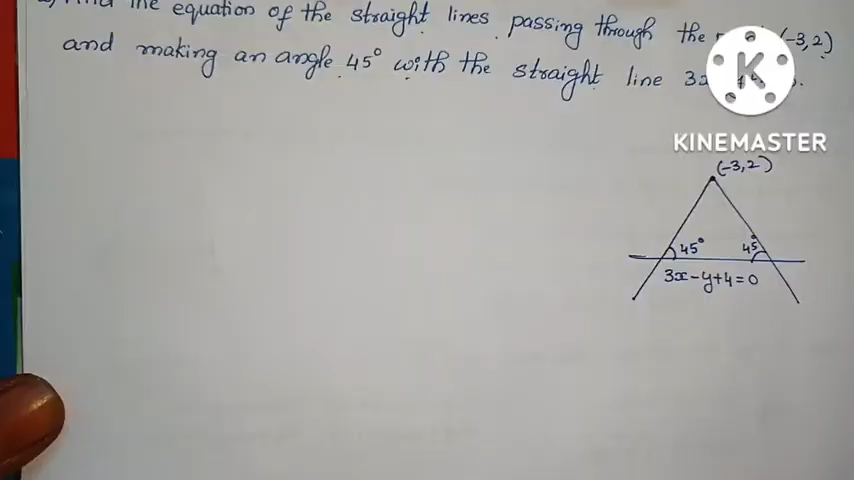 the equation of the straight lines passing through the (-3,2)
and making an angle 45° with the straight line 3x
KINEMASTER
(-3,2)
45° 45°
3x-y+4=0